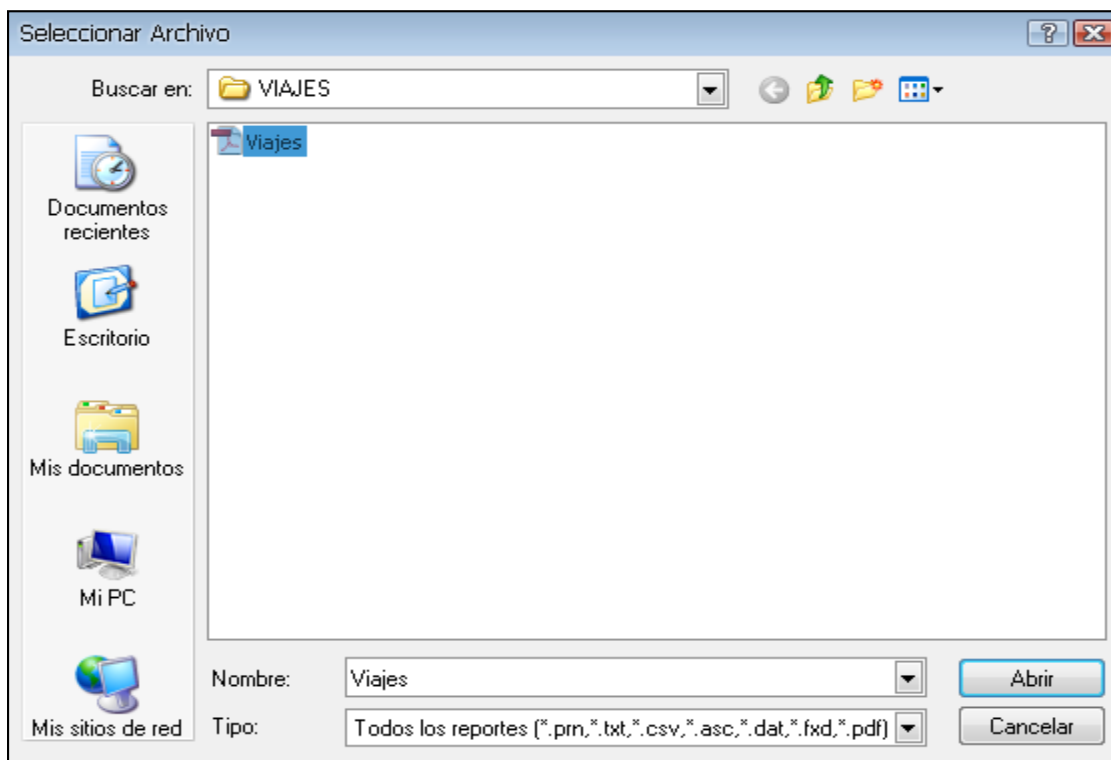 Seleccionar Archivo
Buscar en:
VIAJES
Viajes
Documentos
recientes
Escritorio
Mis documentos
Mi PC
Mis sitios de red
Nombre:
Viajes
Abrir
Tipo:
Todos los reportes (*.prn,*.txt,*.csv,*.asc,*.dat,*.fxd,*.pdf)
Cancelar